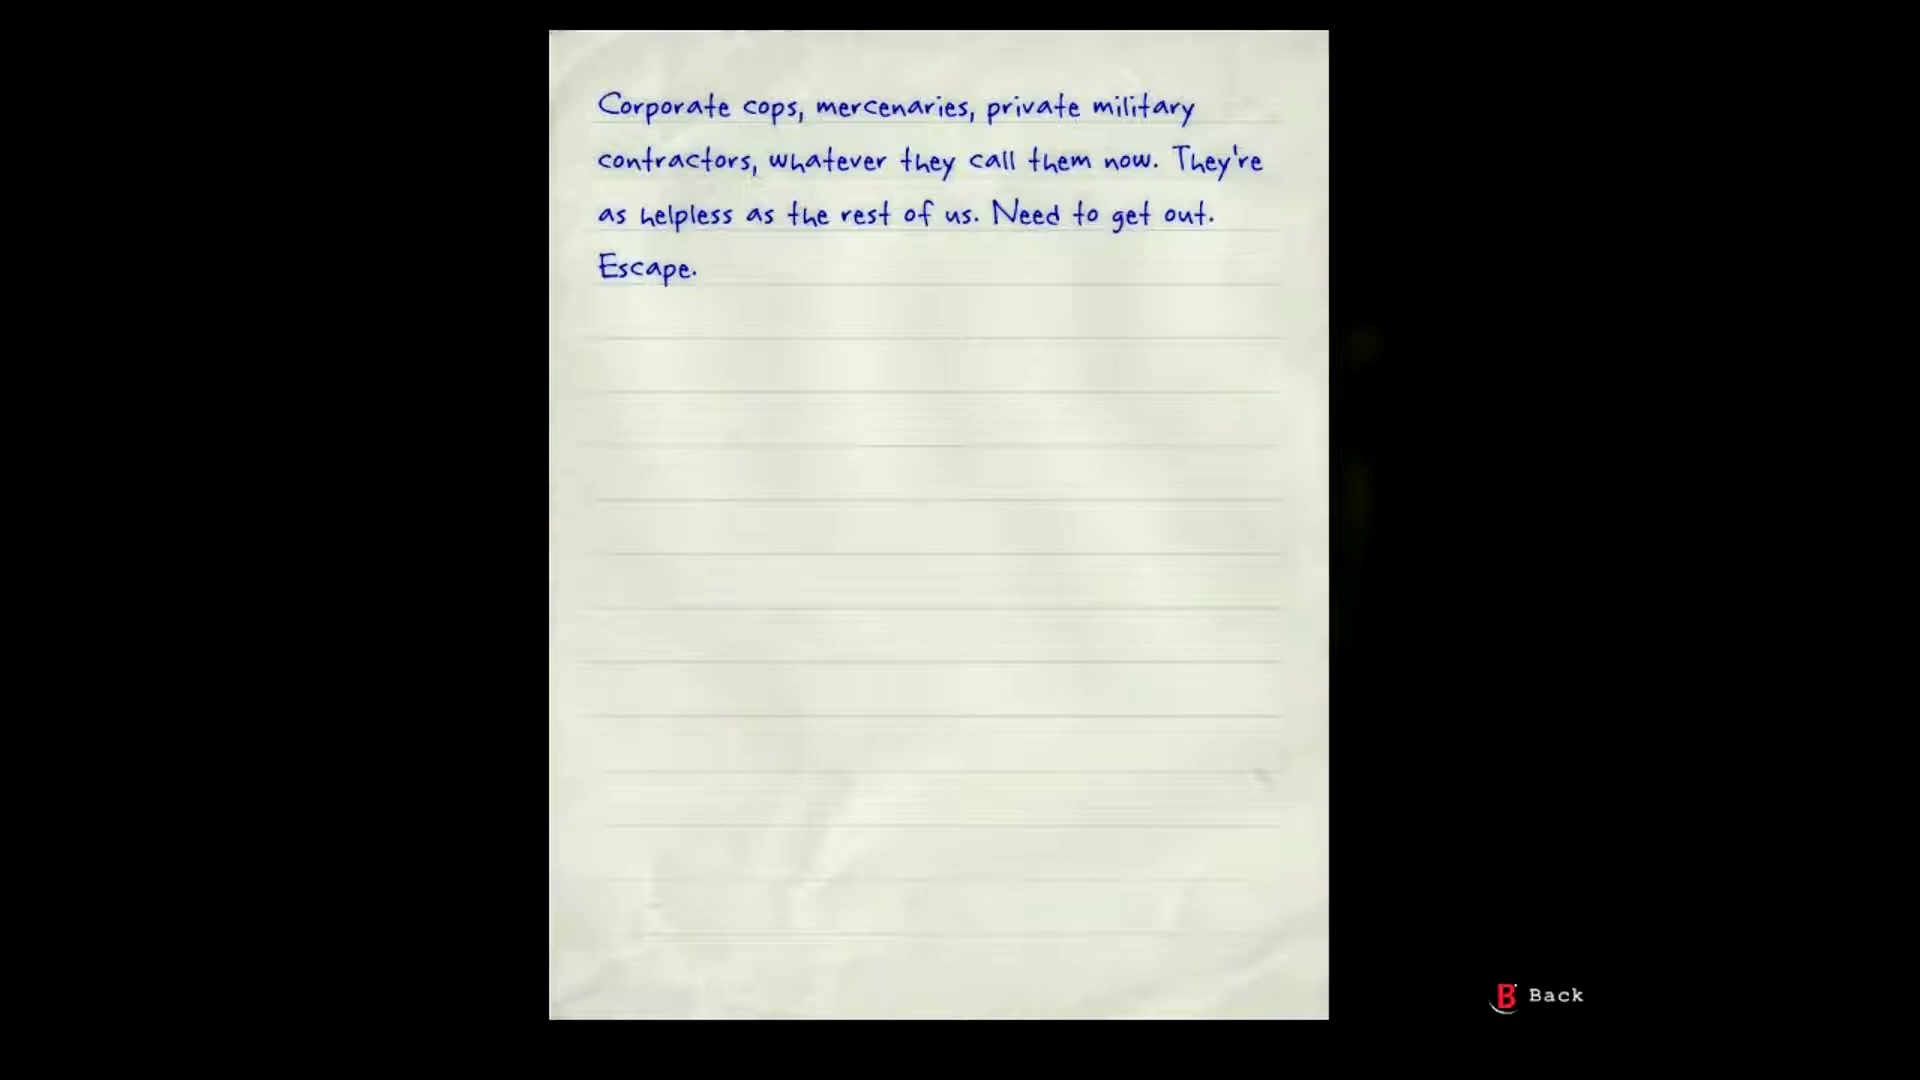 Corporate cops, mercenaries, private military
contractors, whatever they call them now. They're
as helpless as the rest of us. Need to get out.
Escape.
B Back